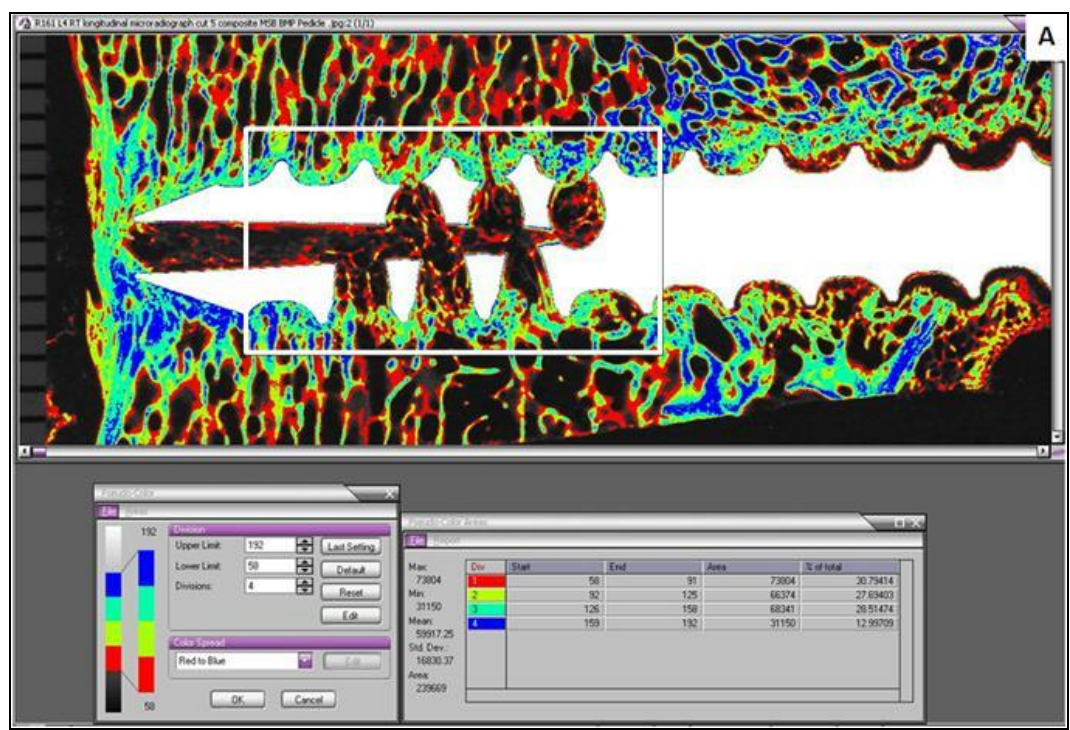 R161 L4 RT longitudinal microradiograph cut 5 composite MSB BMP Pedicle .jpg:2 (1/1)
A
Pseudo-Color
File Areas
192
58
Division
Upper Limit: 192
Lower Limit: 58
Divisions: 4
Last Setting
Default
Reset
Edit
Color Spread
Red to Blue
Edit
OK
Cancel
Pseudo-Color Areas
File Report
Max:
73804
Min:
31150
Mean:
59917.25
Std. Dev.:
16830.37
Area:
239669
Div Start End Area % of total
1 58 91 73804 30.79414
2 92 125 66374 27.69403
3 126 158 68341 28.51474
4 159 192 31150 12.99709